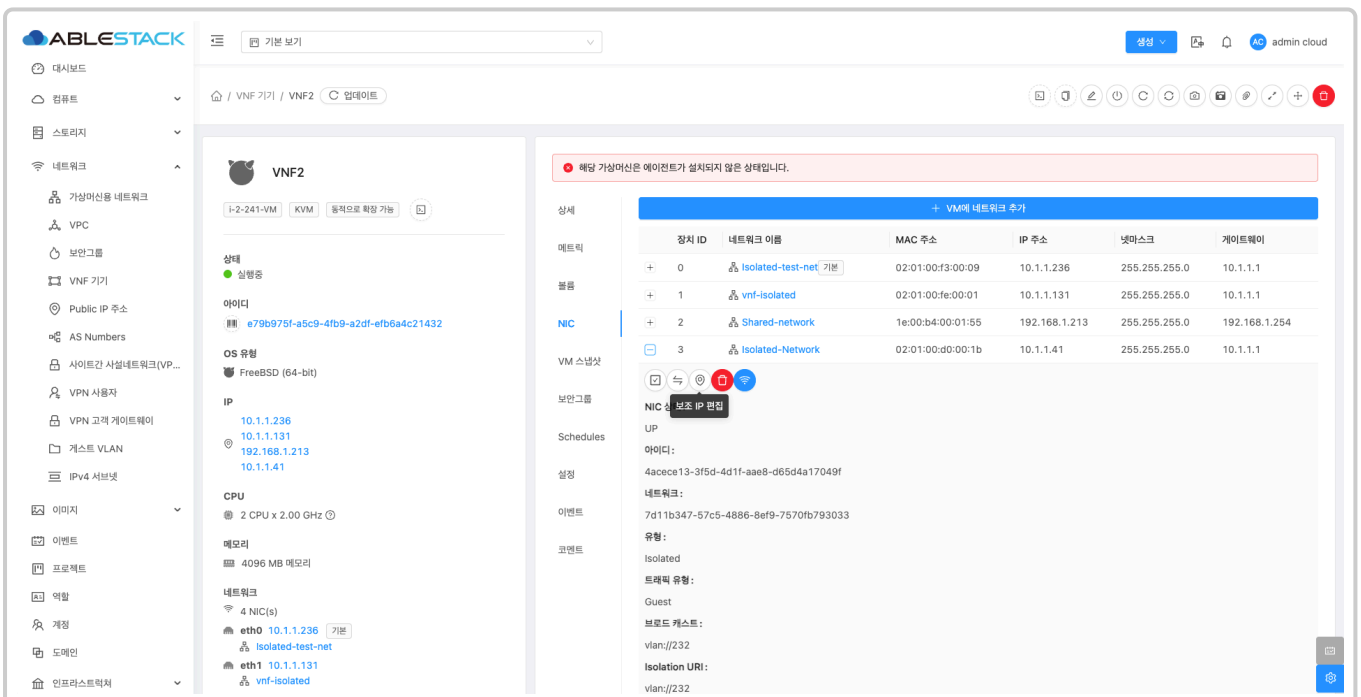 ABLESTACK
기본 보기
생성
AC
admin cloud
대시보드
컴퓨트
스토리지
네트워크
가상머신용 네트워크
VPC
보안그룹
VNF 기기
Public IP 주소
AS Numbers
사이트간 사설네트워크(VP...
VPN 사용자
VPN 고객 게이트웨이
게스트 VLAN
IPv4 서브넷
이미지
이벤트
프로젝트
역할
계정
도메인
인프라스트럭쳐
/ VNF 기기 / VNF2 업데이트
VNF2
i-2-241-VM KVM 동적으로 확장 가능
상태
실행중
아이디
e79b975f-a5c9-4fb9-a2df-efb6a4c21432
OS 유형
FreeBSD (64-bit)
IP
10.1.1.236
10.1.1.131
192.168.1.213
10.1.1.41
CPU
2 CPU x 2.00 GHz
메모리
4096 MB 메모리
네트워크
4 NIC(s)
eth0 10.1.1.236 기본
Isolated-test-net
eth1 10.1.1.131
vnf-isolated
해당 가상머신은 에이전트가 설치되지 않은 상태입니다.
상세
메트릭
볼륨
NIC
VM 스냅샷
보안그룹
Schedules
설정
이벤트
코멘트
+ VM에 네트워크 추가
장치 ID 네트워크 이름 MAC 주소 IP 주소 넷마스크 게이트웨이
0 Isolated-test-net 기본 02:01:00:f3:00:09 10.1.1.236 255.255.255.0 10.1.1.1
1 vnf-isolated 02:01:00:fe:00:01 10.1.1.131 255.255.255.0 10.1.1.1
2 Shared-network 1e:00:b4:00:01:55 192.168.1.213 255.255.255.0 192.168.1.254
3 Isolated-Network 02:01:00:d0:00:1b 10.1.1.41 255.255.255.0 10.1.1.1
보조 IP 편집
NIC
UP
아이디 :
4acece13-3f5d-4d1f-aae8-d65d4a17049f
네트워크 :
7d11b347-57c5-4886-8ef9-7570fb793033
유형 :
Isolated
트래픽 유형 :
Guest
브로드 캐스트 :
vlan://232
Isolation URI :
vlan://232